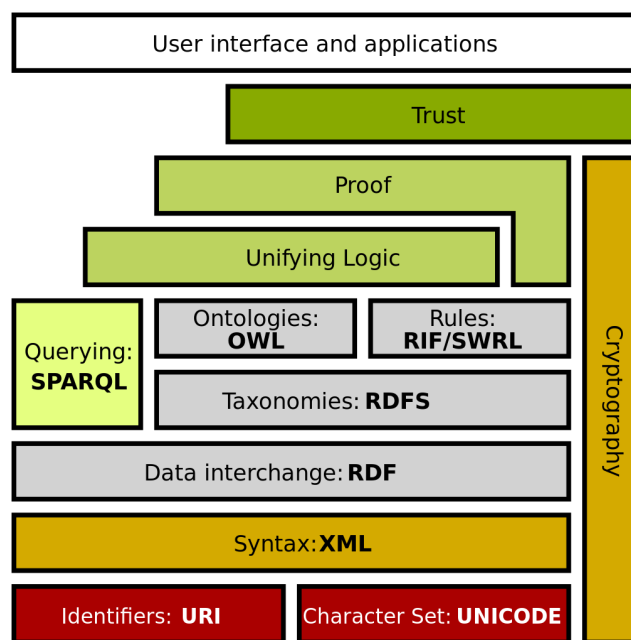 User interface and applications
Trust
Proof
Unifying Logic
Ontologies:
OWL
Rules:
RIF/SWRL
Querying:
SPARQL
Taxonomies: RDFS
Data interchange: RDF
Syntax: XML
Identifiers: URI
Character Set: UNICODE
Cryptography